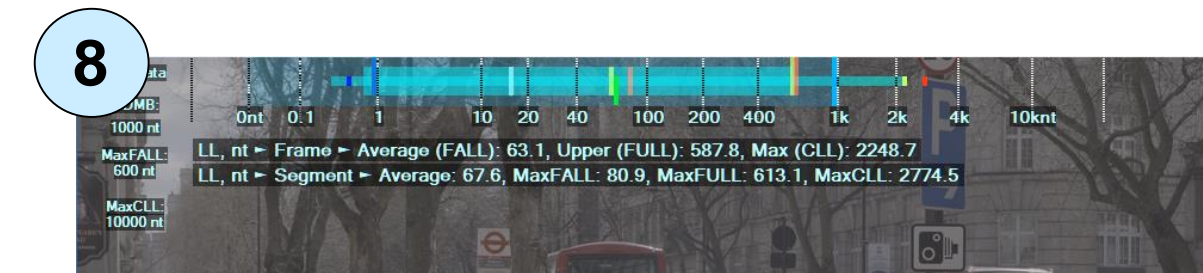 8
ata
OMB:
1000 nt
0nt 0.1 1 10 20 40 100 200 400 1k 2k 4k 10knt
MaxFALL:
600 nt
MaxCLL:
10000 nt
LL, nt ► Frame ► Average (FALL): 63.1, Upper (FULL): 587.8, Max (CLL): 2248.7
LL, nt ► Segment ► Average: 67.6, MaxFALL: 80.9, MaxFULL: 613.1, MaxCLL: 2774.5
P